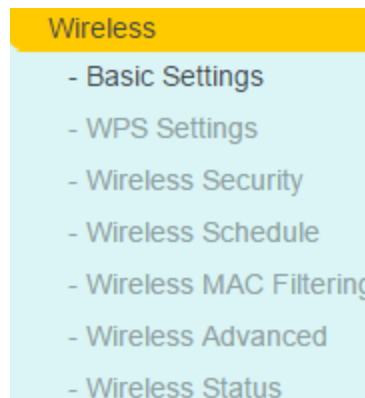 Wireless
- Basic Settings
- WPS Settings
- Wireless Security
- Wireless Schedule
- Wireless MAC Filtering
- Wireless Advanced
- Wireless Status